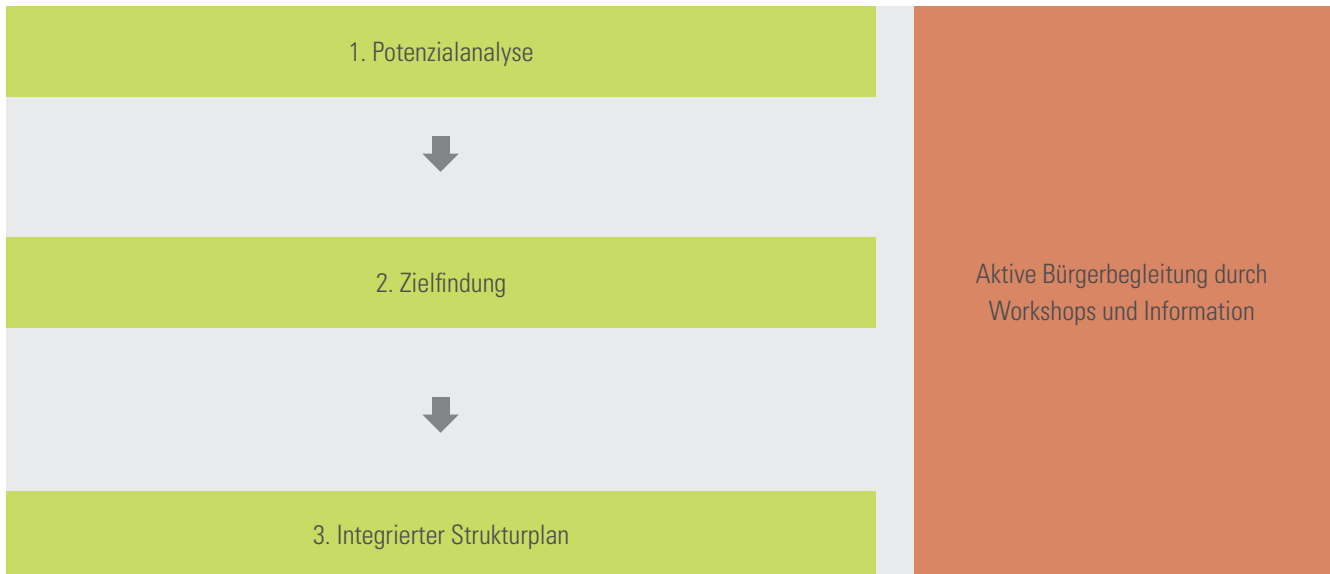 1. Potenzialanalyse
2. Zielfindung
3. Integrierter Strukturplan
Aktive Bürgerbegleitung durch
Workshops und Information